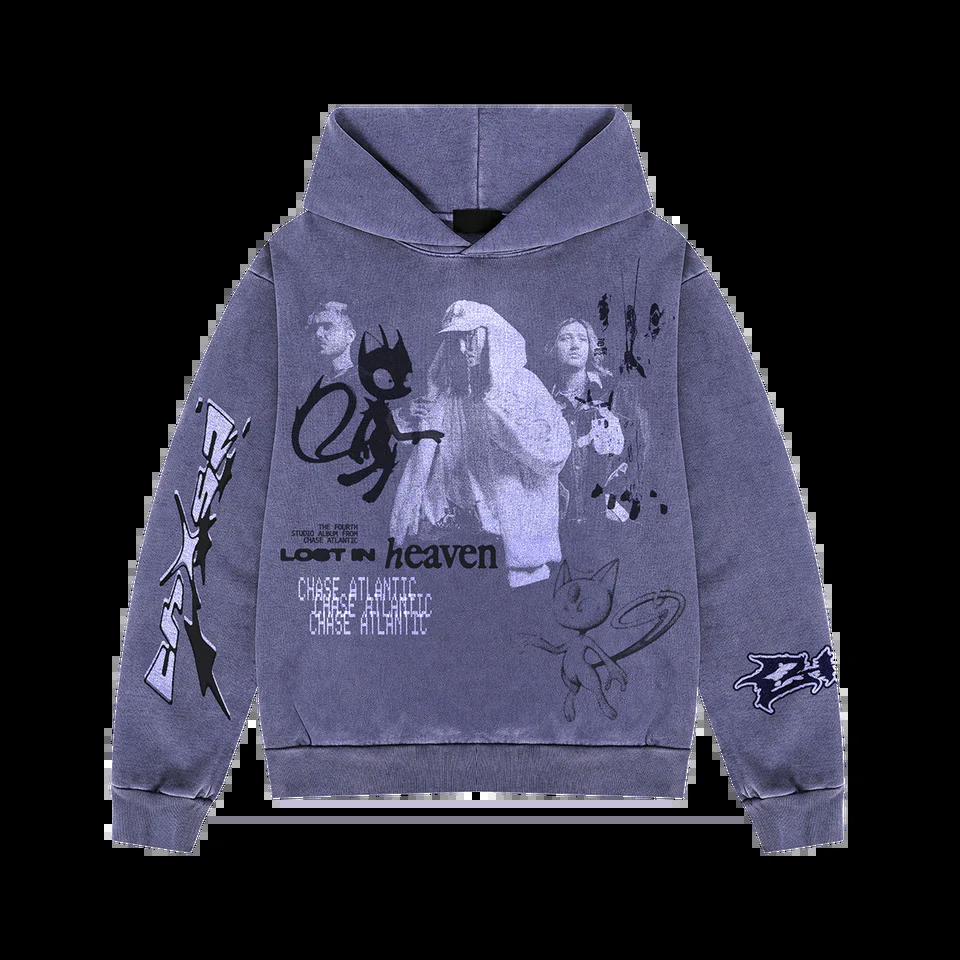 THE FOURTH
STUDIO ALBUM FROM
CHASE ATLANTIC
LOST IN heaven
CHASE ATLANTIC
CHASE ATLANTIC
CHASE ATLANTIC